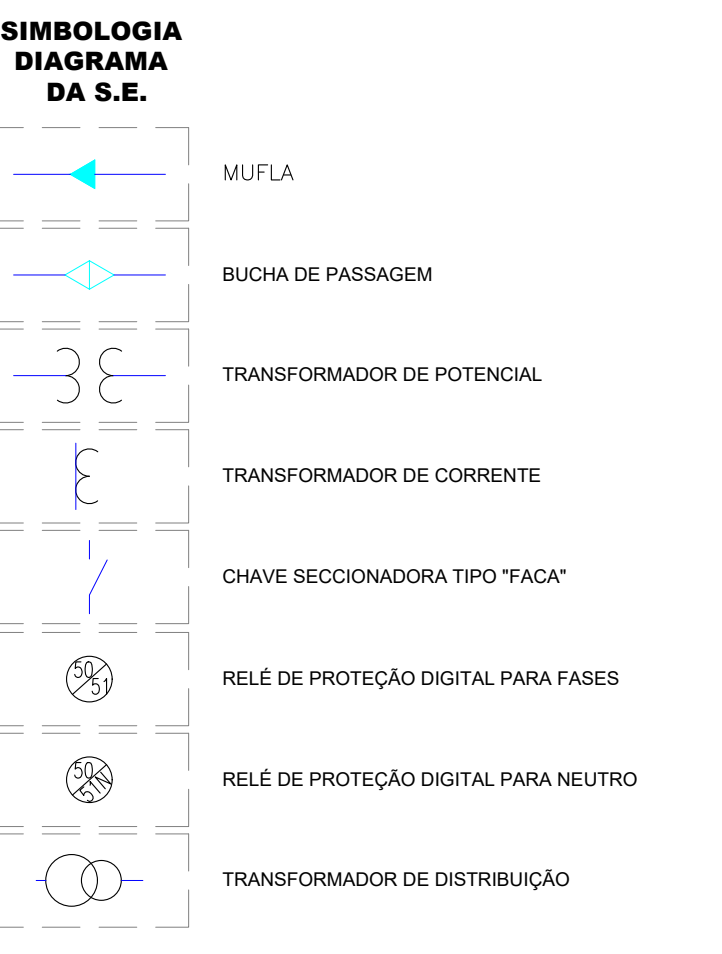 SIMBOLOGIA
DIAGRAMA
DA S.E.
MUFLA
BUCHA DE PASSAGEM
TRANSFORMADOR DE POTENCIAL
TRANSFORMADOR DE CORRENTE
CHAVE SECCIONADORA TIPO "FACA"
50
51
RELÉ DE PROTEÇÃO DIGITAL PARA FASES
50
51N
RELÉ DE PROTEÇÃO DIGITAL PARA NEUTRO
TRANSFORMADOR DE DISTRIBUIÇÃO